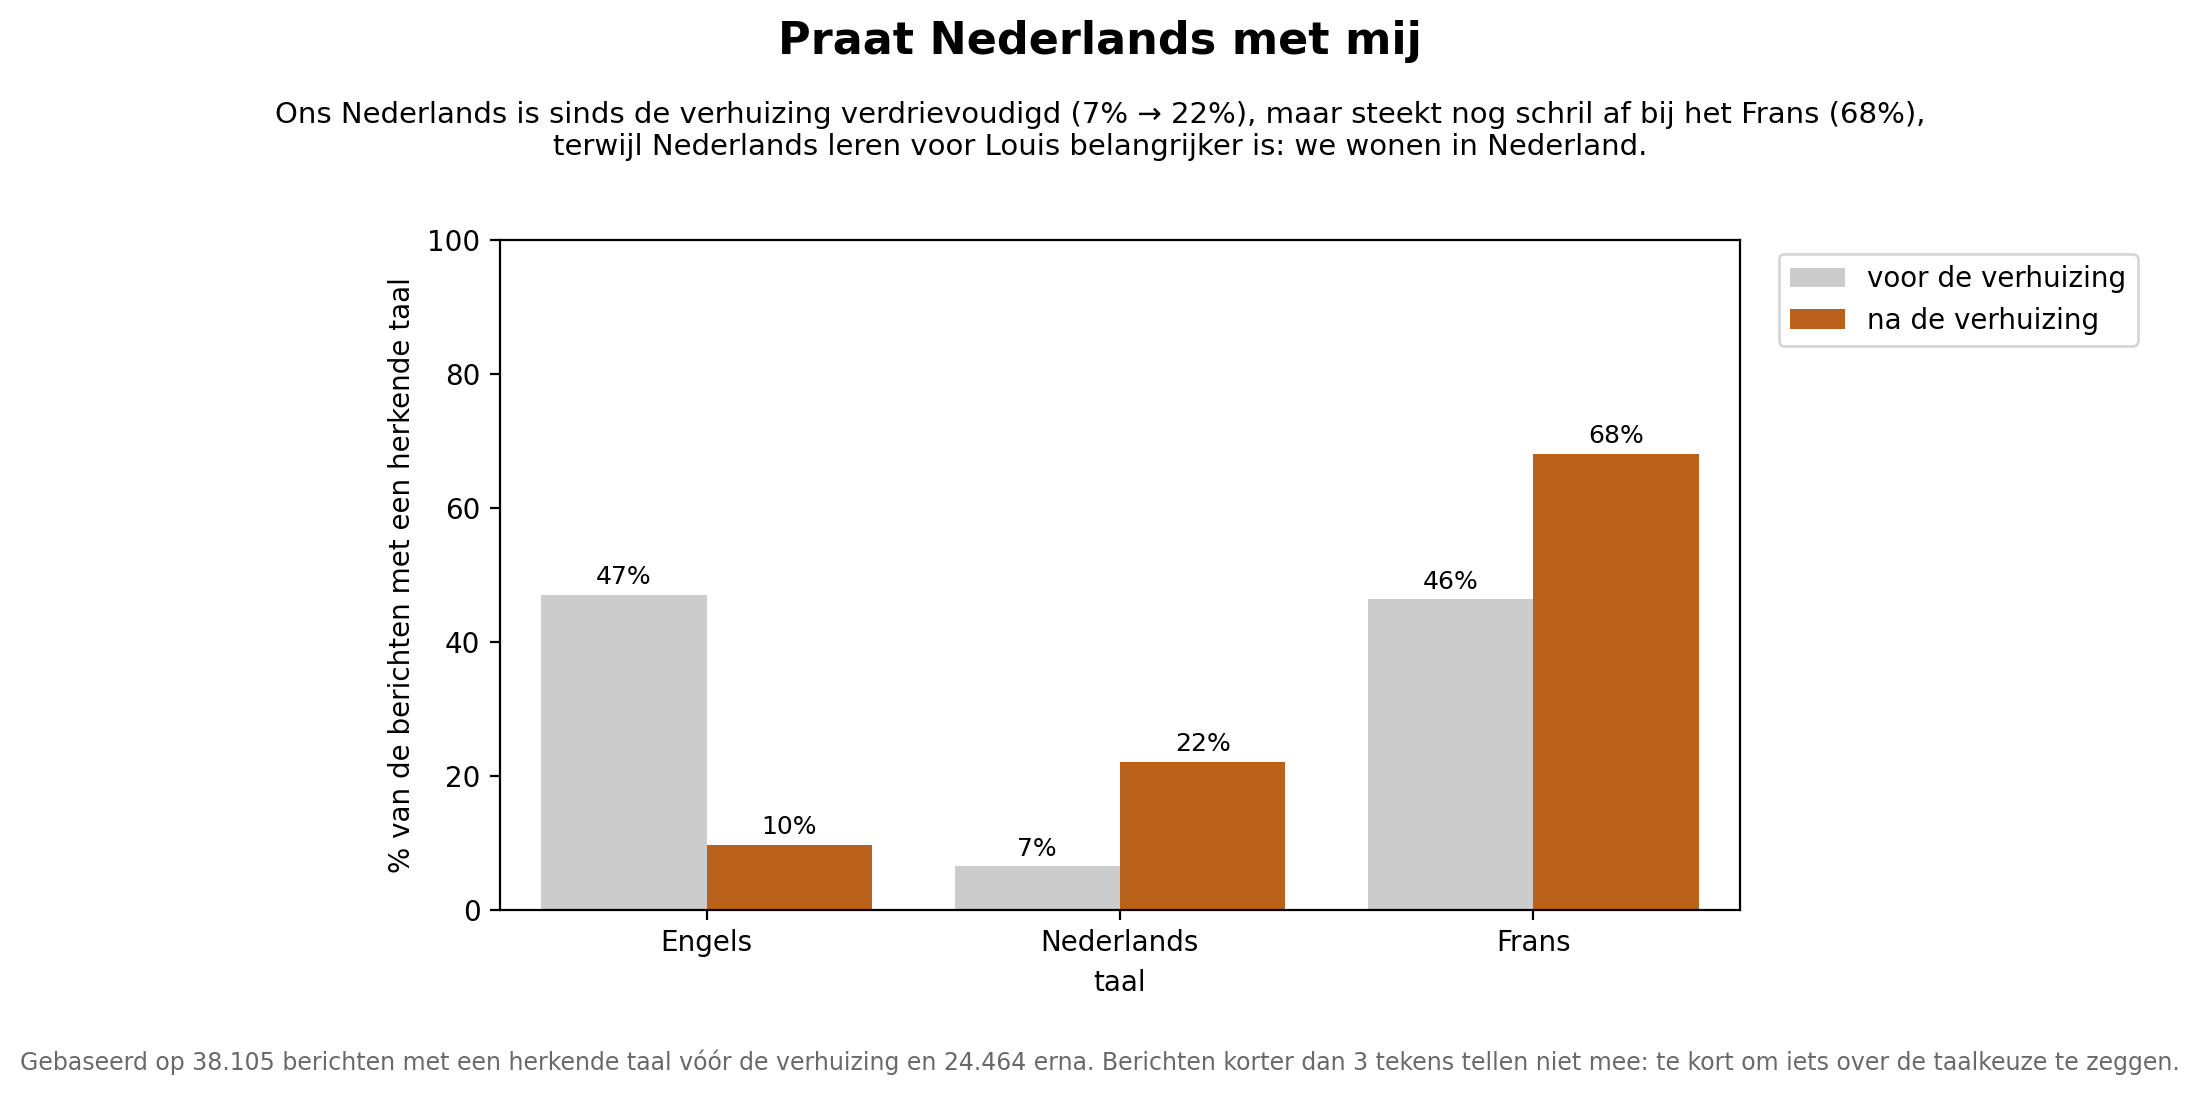 Praat Nederlands met mij
Ons Nederlands is sinds de verhuizing verdrievoudigd (7% → 22%), maar steekt nog schril af bij het Frans (68%),
terwijl Nederlands leren voor Louis belangrijker is: we wonen in Nederland.
% van de berichten met een herkende taal
100
80
60
40
20
0
47%
10%
7%
22%
46%
68%
Engels
Nederlands
Frans
taal
voor de verhuizing
na de verhuizing
Gebaseerd op 38.105 berichten met een herkende taal vóór de verhuizing en 24.464 erna. Berichten korter dan 3 tekens tellen niet mee: te kort om iets over de taalkeuze te zeggen.